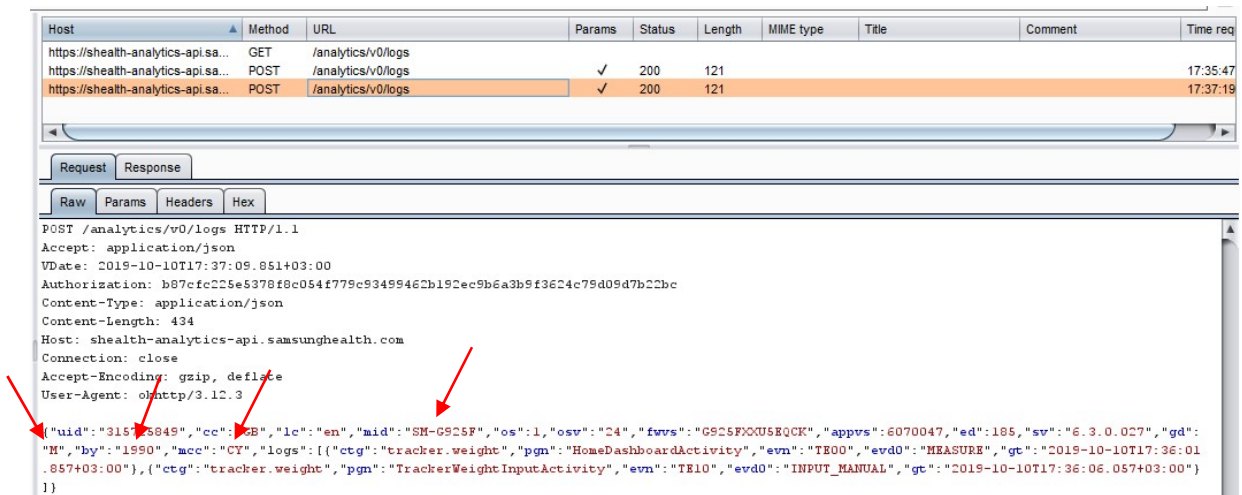 Host Method URL Params Status Length MIME type Title Comment Time req
https://shealth-analytics-api.sa... GET /analytics/v0/logs
https://shealth-analytics-api.sa... POST /analytics/v0/logs ✓ 200 121 17:35:47
https://shealth-analytics-api.sa... POST /analytics/v0/logs ✓ 200 121 17:37:19
Request Response
Raw Params Headers Hex
POST /analytics/v0/logs HTTP/1.1
Accept: application/json
VDate: 2019-10-10T17:37:09.851+03:00
Authorization: b87cfc225e5378f8c054f779c93499462b192ec9b6a3b9f3624c79d09d7b22bc
Content-Type: application/json
Content-Length: 434
Host: shealth-analytics-api.samsunghealth.com
Connection: close
Accept-Encoding: gzip, deflate
User-Agent: okhttp/3.12.3
{"uid":"cc":"GB","lc":"en","mid":"SM-G925F","os":1,"osv":"24","fwvs":"G925FXXU5EQCK","appvs":6070047,"ed":185,"sv":"6.3.0.027","gd":
"M","by":"1990","mcc":"CY","logs":[{"ctg":"tracker.weight","pgn":"HomeDashboardActivity","evn":"TE00","evd0":"MEASURE","gt":"2019-10-10T17:36:01
.857+03:00"},{"ctg":"tracker.weight","pgn":"TrackerWeightInputActivity","evn":"TE10","evd0":"INPUT_MANUAL","gt":"2019-10-10T17:36:06.057+03:00"}
]}